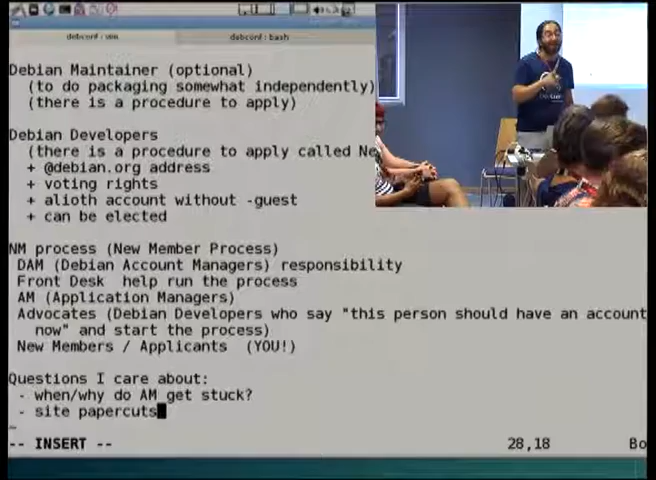 debconf : vim
debconf : bash
Debian Maintainer (optional)
(to do packaging somewhat independently)
(there is a procedure to apply)
Debian Developers
(there is a procedure to apply called Ne
+ @debian.org address
+ voting rights
+ alioth account without -guest
+ can be elected
NM process (New Member Process)
DAM (Debian Account Managers) responsibility
Front Desk  help run the process
AM (Application Managers)
Advocates (Debian Developers who say "this person should have an account
now" and start the process)
New Members / Applicants  (YOU!)
Questions I care about:
- when/why do AM get stuck?
- site papercuts
~
-- INSERT --
28,18
Bo